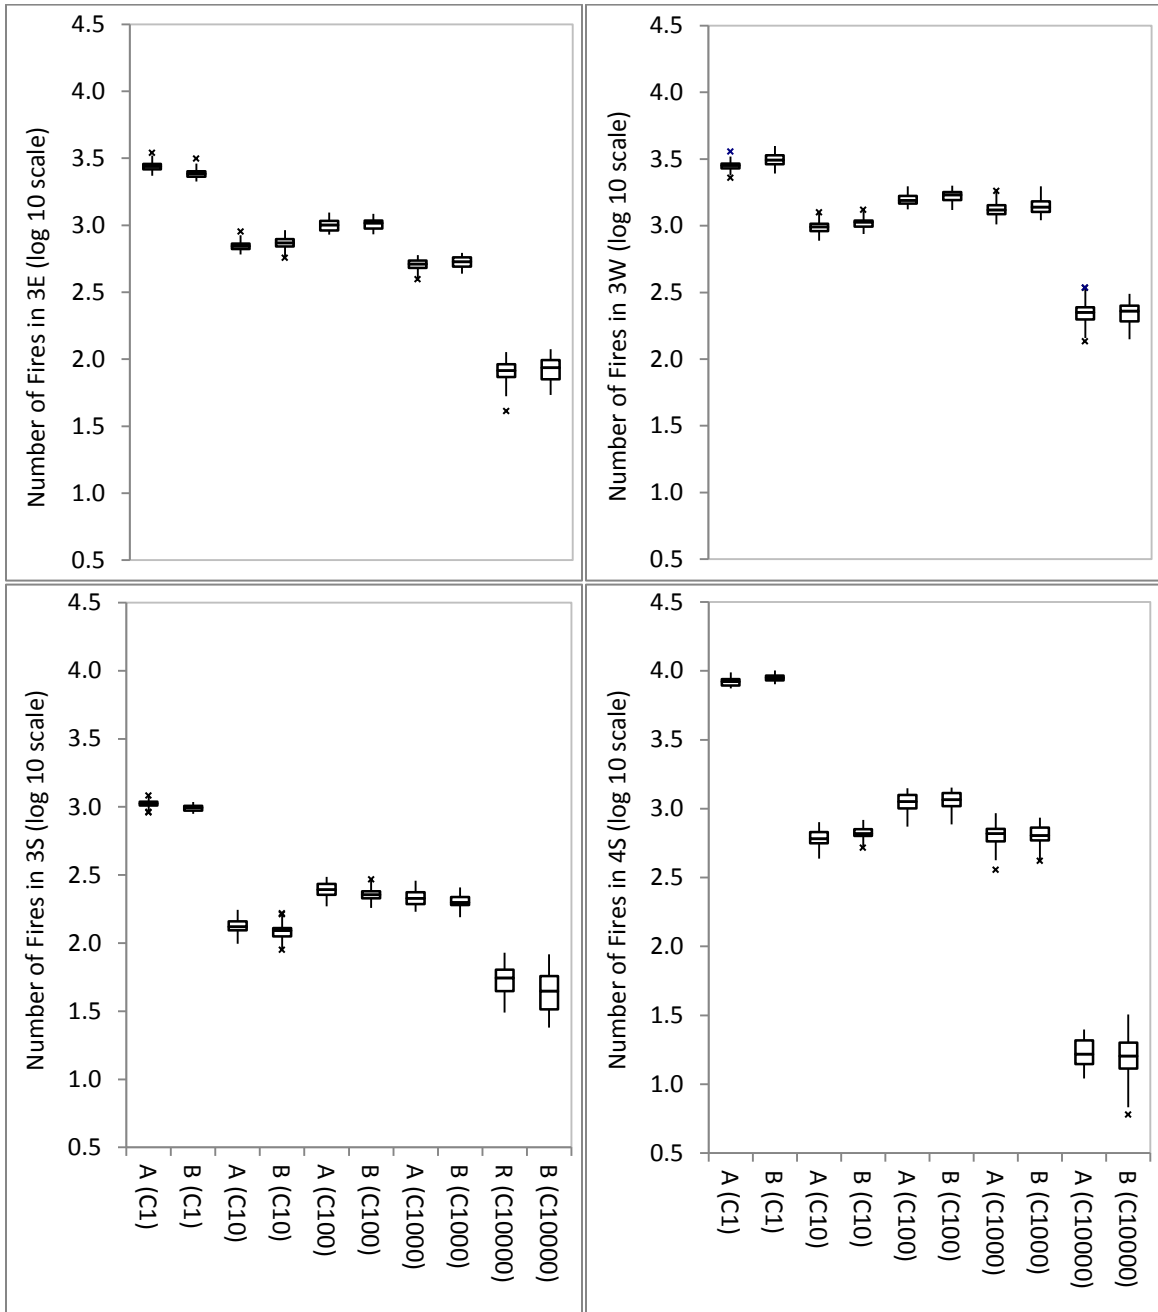 Number of Fires in 3E (log 10 scale)
4.5
4.0
3.5
3.0
2.5
2.0
1.5
1.0
0.5
Number of Fires in 3W (log 10 scale)
4.5
4.0
3.5
3.0
2.5
2.0
1.5
1.0
0.5
Number of Fires in 3S (log 10 scale)
4.5
4.0
3.5
3.0
2.5
2.0
1.5
1.0
0.5
A (C1)
B (C1)
A (C10)
B (C10)
A (C100)
B (C100)
A (C1000)
B (C1000)
R (C10000)
B (C10000)
Number of Fires in 4S (log 10 scale)
4.5
4.0
3.5
3.0
2.5
2.0
1.5
1.0
0.5
A (C1)
B (C1)
A (C10)
B (C10)
A (C100)
B (C100)
A (C1000)
B (C1000)
A (C10000)
B (C10000)